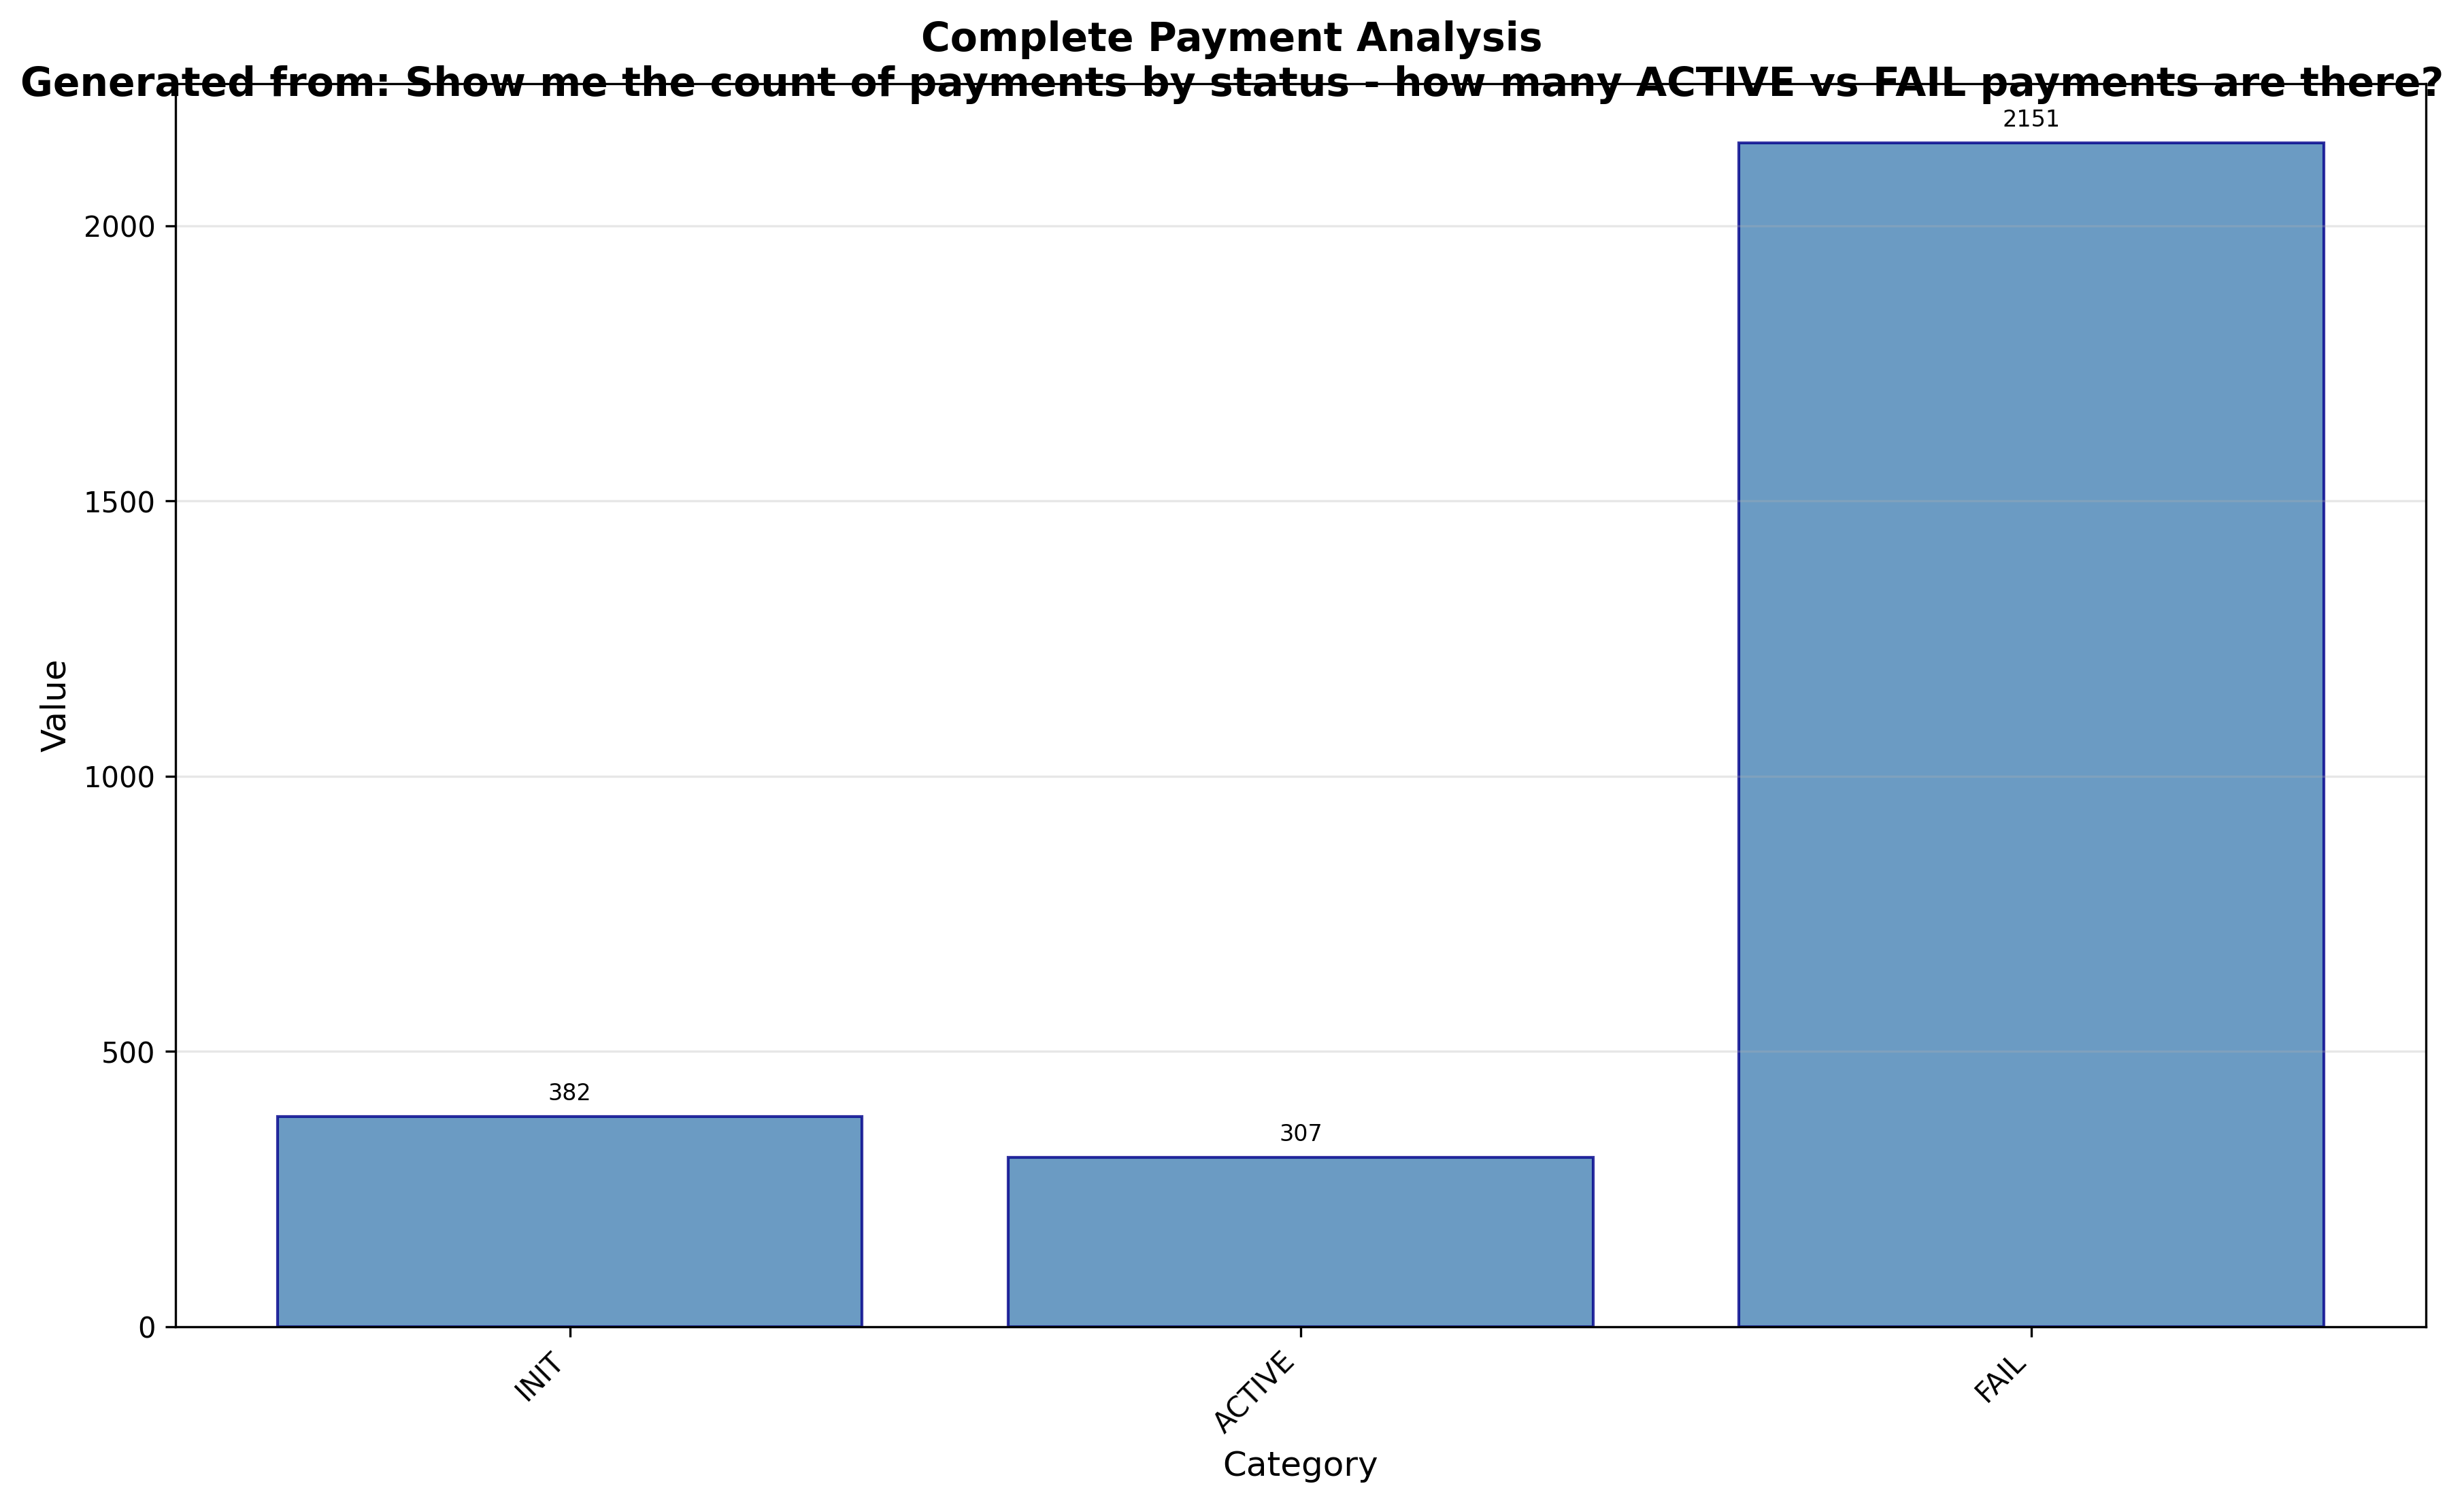 Complete Payment Analysis
Generated from: Show me the count of payments by status - how many ACTIVE vs FAIL payments are there?
2151
2000
1500
1000
500
0
Value
382
307
INIT
ACTIVE
FAIL
Category